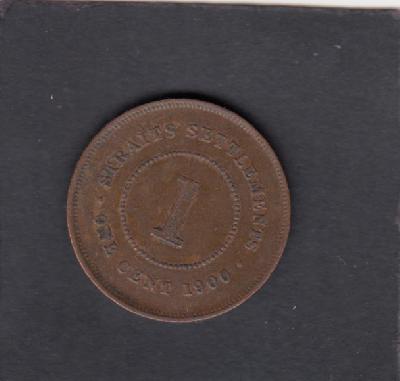 STRAITS SETTLEMENTS
1
ONE CENT 1900